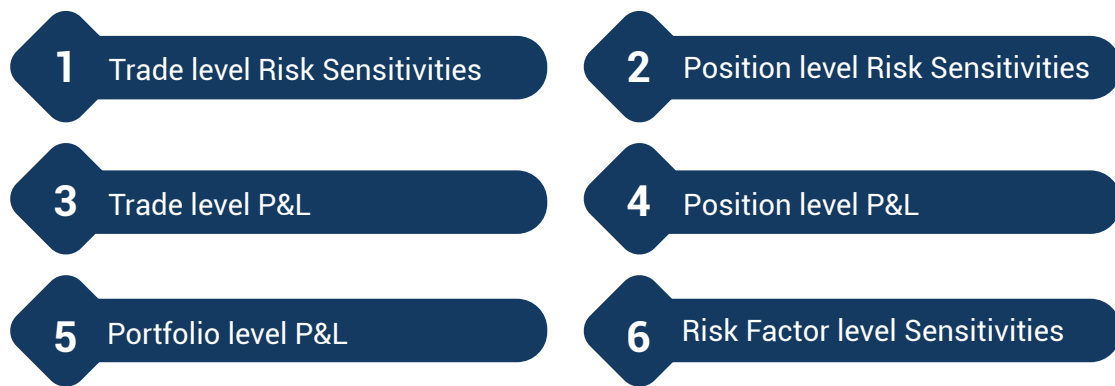 1 Trade level Risk Sensitivities
2 Position level Risk Sensitivities
3 Trade level P&L
4 Position level P&L
5 Portfolio level P&L
6 Risk Factor level Sensitivities